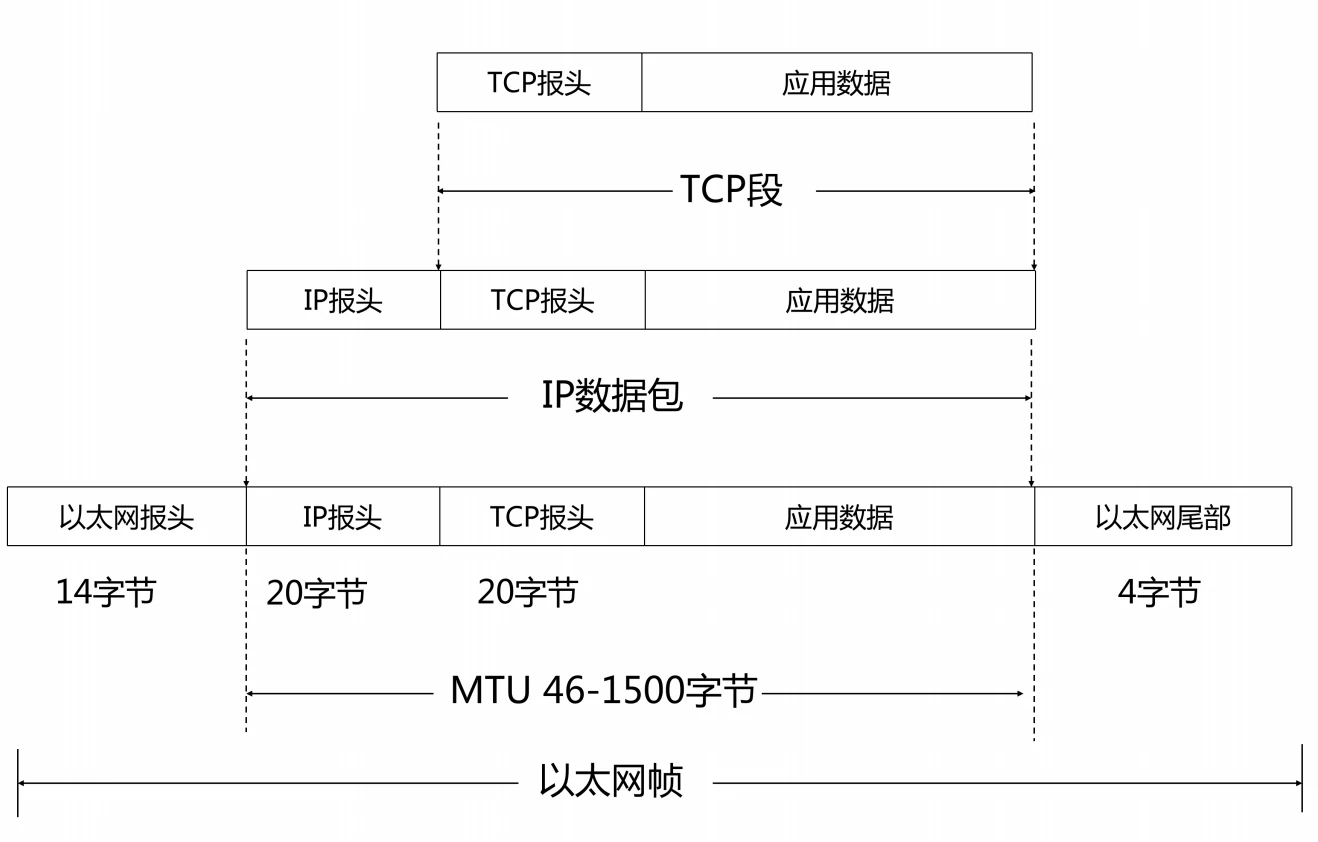 TCP报头 应用数据
TCP段
IP报头 TCP报头 应用数据
IP数据包
以太网报头 IP报头 TCP报头 应用数据 以太网尾部
14字节 20字节 20字节 4字节
MTU 46-1500字节
以太网帧